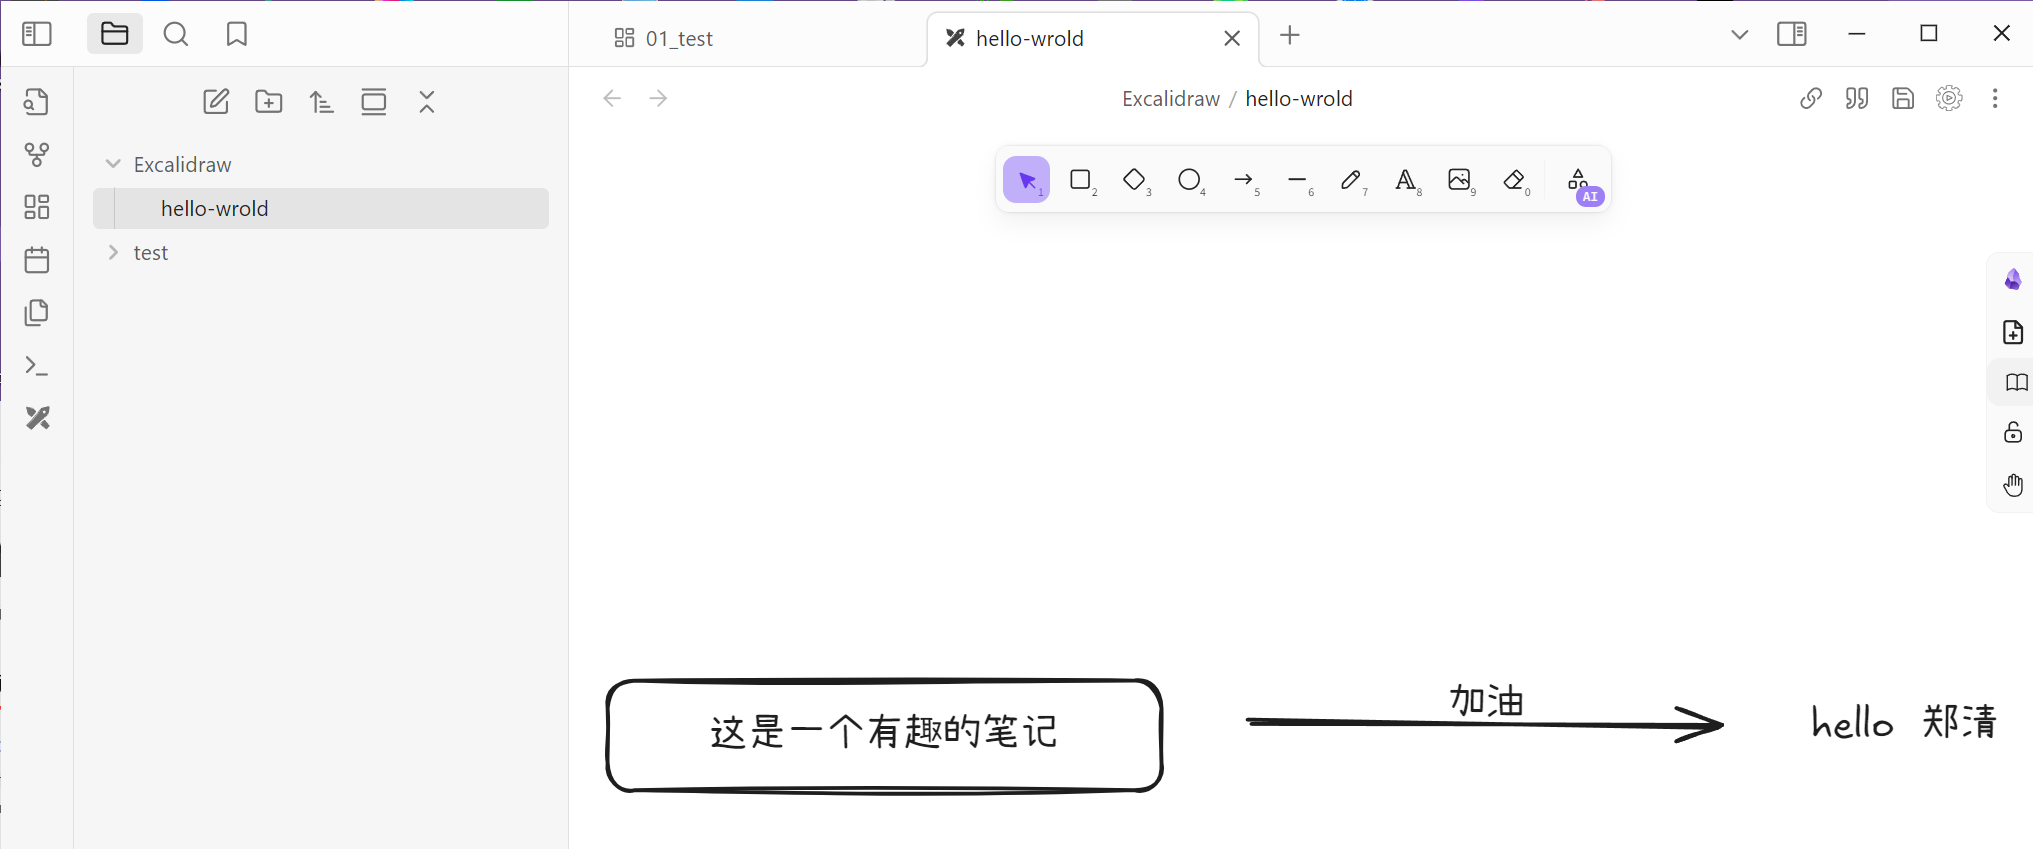 01_test
hello-wrold
Excalidraw / hello-wrold
Excalidraw
hello-wrold
test
1
2
3
4
5
6
7
8
9
0
AI
这是一个有趣的笔记
加油
hello 郑清